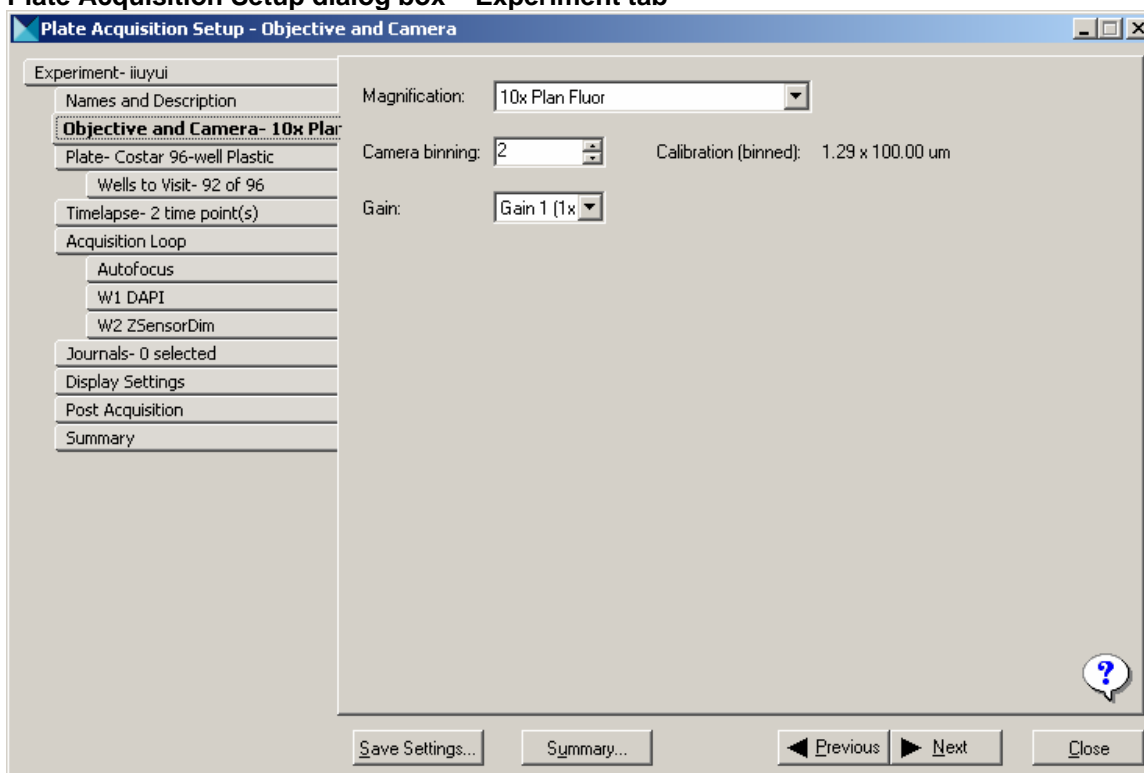 Plate Acquisition Setup dialog box – Experiment tab
Plate Acquisition Setup - Objective and Camera
Experiment- iiuyui
Names and Description
Objective and Camera- 10x Plar
Plate- Costar 96-well Plastic
Wells to Visit- 92 of 96
Timelapse- 2 time point(s)
Acquisition Loop
Autofocus
W1 DAPI
W2 ZSensorDim
Journals- 0 selected
Display Settings
Post Acquisition
Summary
Magnification: 10x Plan Fluor
Camera binning: 2 Calibration (binned): 1.29 x 100.00 um
Gain: Gain 1 (1x
?
Save Settings... Summary... Previous Next Close